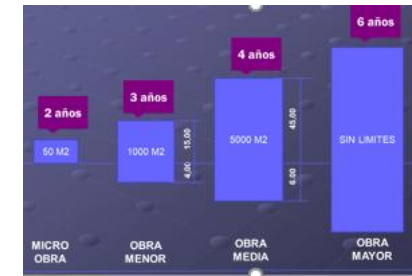 6 años
4 años
3 años
2 años
50 M2
1000 M2
15,00
4,00
5000 M2
45,00
6.00
SIN LIMITES
MICRO
OBRA
OBRA
MENOR
OBRA
MEDIA
OBRA
MAYOR